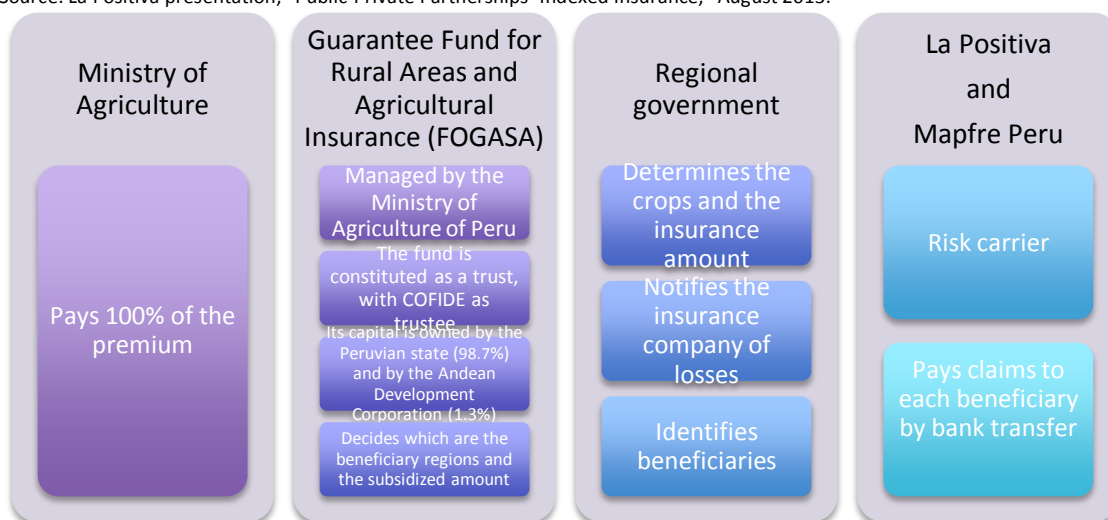 Source: La Positiva presentation, "Public-Private Partnerships–Indexed Insurance," August 2013.
Ministry of
Agriculture
Pays 100% of the
premium
Guarantee Fund for
Rural Areas and
Agricultural
Insurance (FOGASA)
Managed by the
Ministry of
Agriculture of Peru
The fund is
constituted as a trust,
with COFIDE as
trustee
Its capital is owned by the
Peruvian state (98.7%)
and by the Andean
Development
Corporation (1.3%)
Decides which are the
beneficiary regions and
the subsidized amount
Regional
government
Determines the
crops and the
insurance
amount
Notifies the
insurance
company of
losses
Identifies
beneficiaries
La Positiva
and
Mapfre Peru
Risk carrier
Pays claims to
each beneficiary
by bank transfer